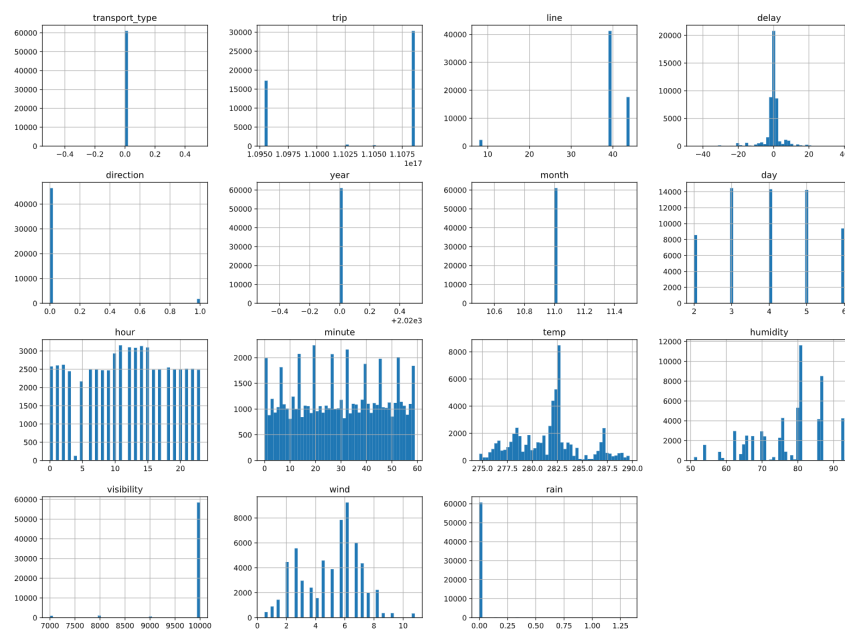 transport_type trip line delay
60000 50000 40000 30000 20000 10000 0
−0.4 −0.2 0.0 0.2 0.4
30000 25000 20000 15000 10000 5000 0
1.0950 1.0975 1.1000 1.1025 1.1050 1.1075
1e17
40000 30000 20000 10000 0
10 20 30 40
20000 15000 10000 5000 0
−40 −20 0 20 40
direction year month day
40000 30000 20000 10000 0
0.0 0.2 0.4 0.6 0.8 1.0
60000 50000 40000 30000 20000 10000 0
−0.4 −0.2 0.0 0.2 0.4
+2.02e3
60000 50000 40000 30000 20000 10000 0
10.6 10.8 11.0 11.2 11.4
14000 12000 10000 8000 6000 4000 2000 0
2 3 4 5 6
hour minute temp humidity
3000 2500 2000 1500 1000 500 0
0 5 10 15 20
2000 1500 1000 500 0
0 10 20 30 40 50 60
8000 6000 4000 2000 0
275.0 277.5 280.0 282.5 285.0 287.5 290.0
12000 10000 8000 6000 4000 2000 0
50 60 70 80 90
visibility wind rain
60000 50000 40000 30000 20000 10000 0
7000 7500 8000 8500 9000 9500 10000
8000 6000 4000 2000 0
0 2 4 6 8 10
60000 50000 40000 30000 20000 10000 0
0.00 0.25 0.50 0.75 1.00 1.25